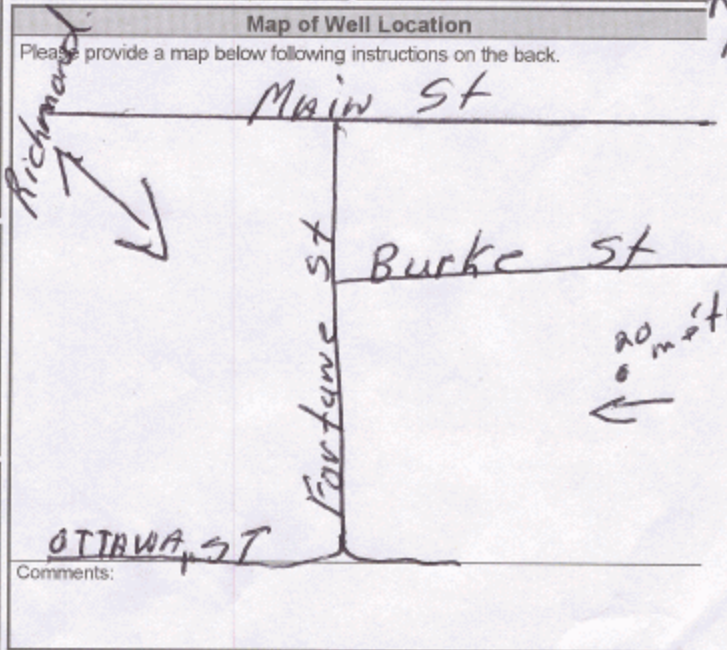 Map of Well Location
Please provide a map below following instructions on the back.
Richmond
Main St
Burke St
Fortune St
20 met
OTTAWA, ST
Comments: